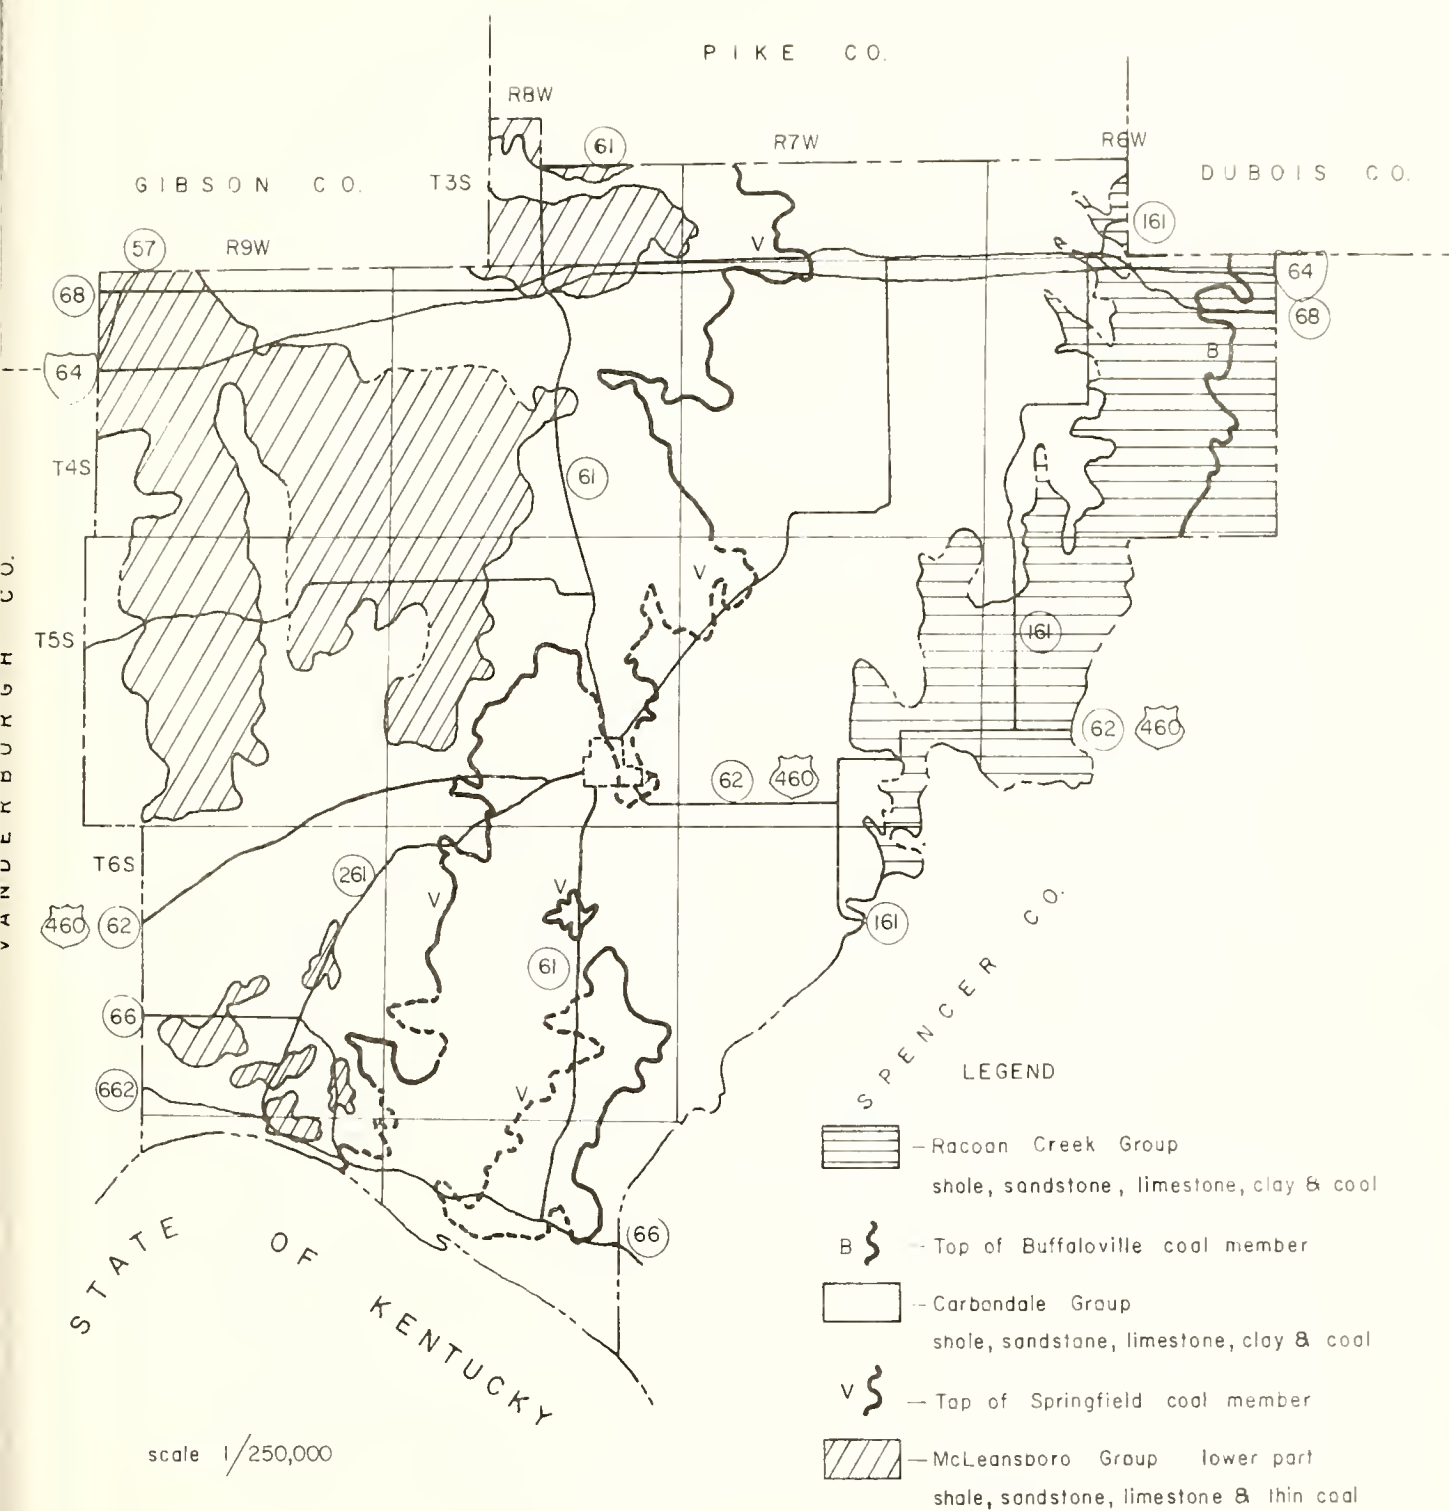 PIKE CO.
R8W
61
R7W
R6W
GIBSON CO.
T3S
DUBOIS CO.
161
57
R9W
V
68
64
64
68
B
T4S
61
V
VANDERBURGH CO.
T5S
161
62 460
62 460
T6S
261
V
V
460 62
161
61
SPENCER CO.
66
V
662
66
STATE OF KENTUCKY
LEGEND
Racoon Creek Group
shole, sandstone, limestone, clay & coal
B - Top of Buffaloville coal member
- Carbondale Group
shole, sandstone, limestone, clay & coal
V - Top of Springfield coal member
- McLeansboro Group lower part
shale, sandstone, limestone & thin coal
scale 1/250,000